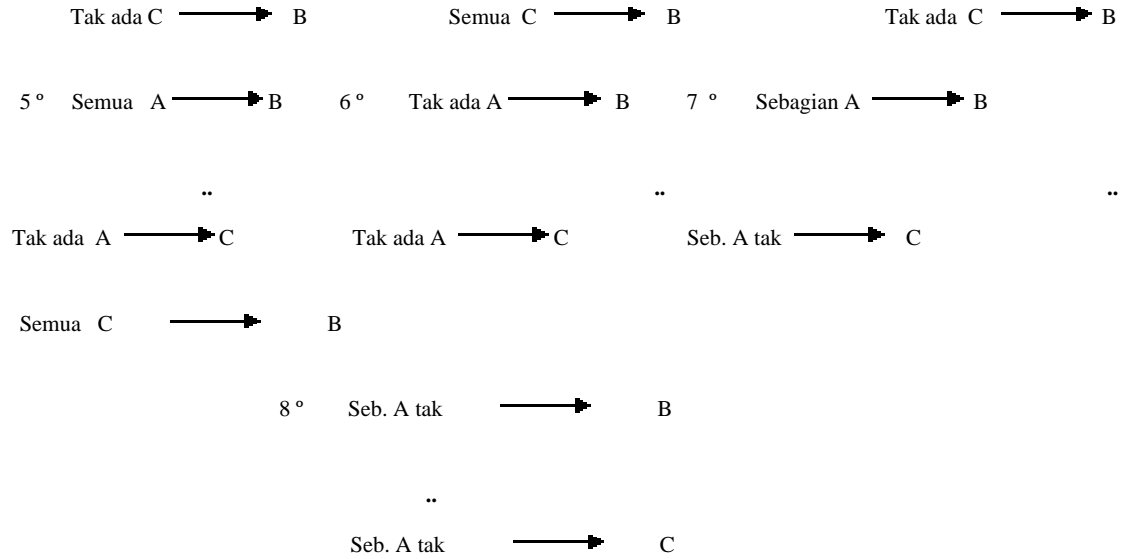 Tak ada C → B Semua C → B Tak ada C → B
5 º Semua A → B 6 º Tak ada A → B 7 º Sebagian A → B
¨ ¨ ¨
Tak ada A → C Tak ada A → C Seb. A tak → C
Semua C → B
8 º Seb. A tak → B
¨
Seb. A tak → C